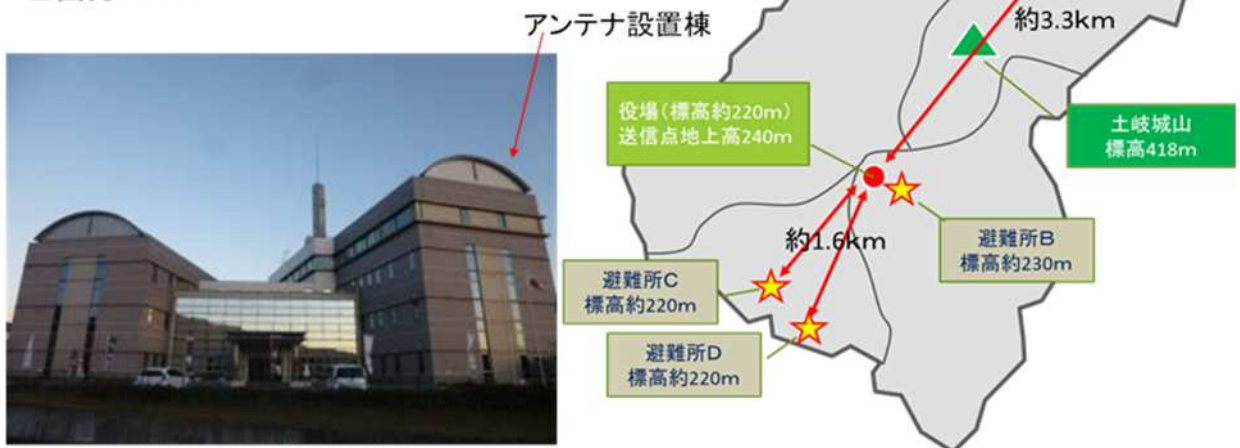 アンテナ設置棟
約3.3km
役場(標高約220m)
送信点地上高240m
土岐城山
標高418m
約1.6km
避難所B
標高約230m
避難所C
標高約220m
避難所D
標高約220m